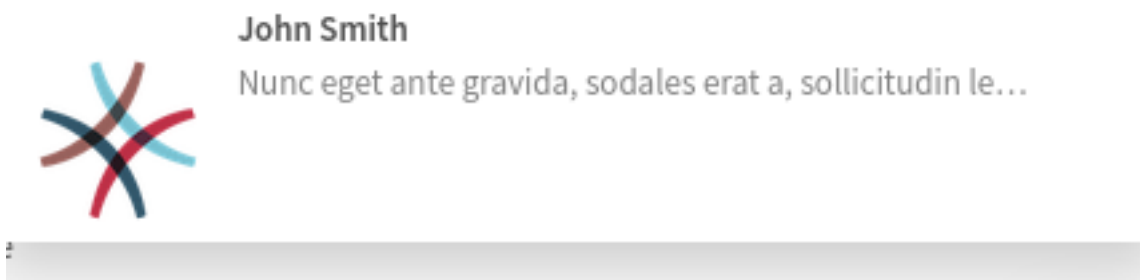 John Smith
Nunc eget ante gravida, sodales erat a, sollicitudin le...